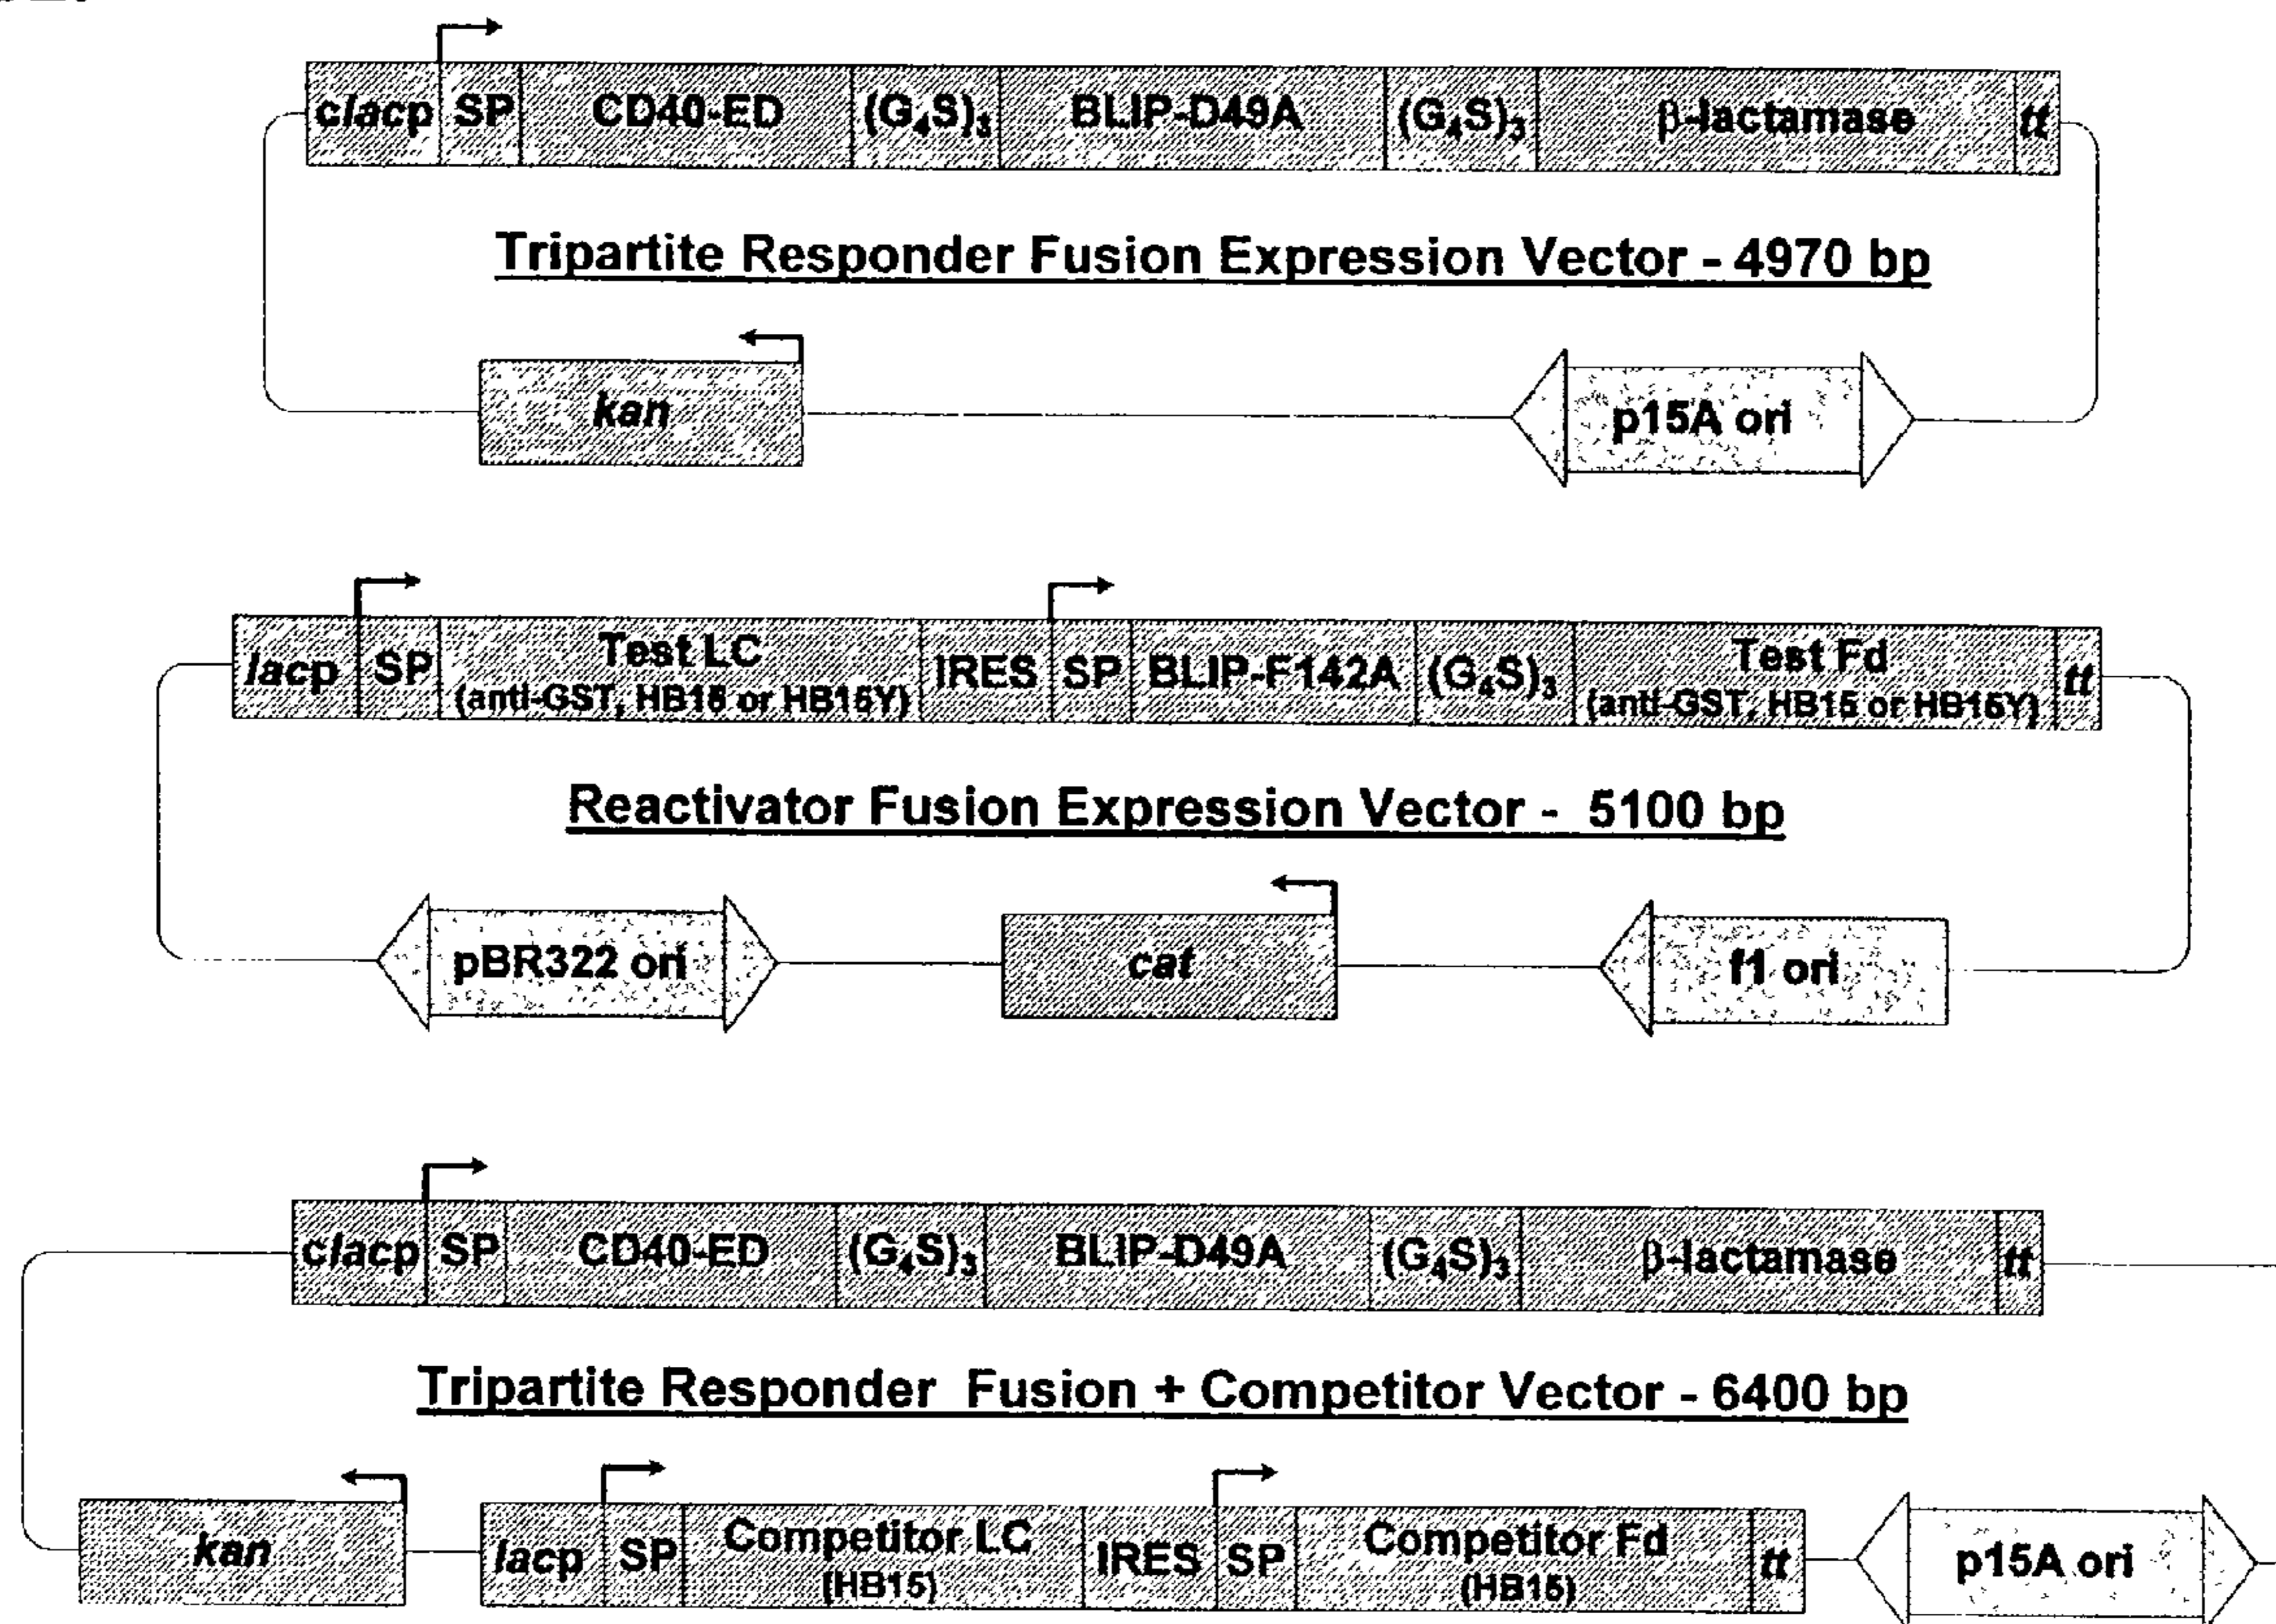 clacp SP CD40-ED (G₄S)₃ BLIP-D49A (G₄S)₃ β-lactamase tt
Tripartite Responder Fusion Expression Vector - 4970 bp
kan p15A ori
lacp SP Test LC (anti-GST, HB15 or HB15Y) IRES SP BLIP-F142A (G₄S)₃ Test Fd (anti-GST, HB15 or HB15Y) tt
Reactivator Fusion Expression Vector - 5100 bp
pBR322 ori cat f1 ori
clacp SP CD40-ED (G₄S)₃ BLIP-D49A (G₄S)₃ β-lactamase tt
Tripartite Responder Fusion + Competitor Vector - 6400 bp
kan lacp SP Competitor LC (HB15) IRES SP Competitor Fd (HB15) tt p15A ori